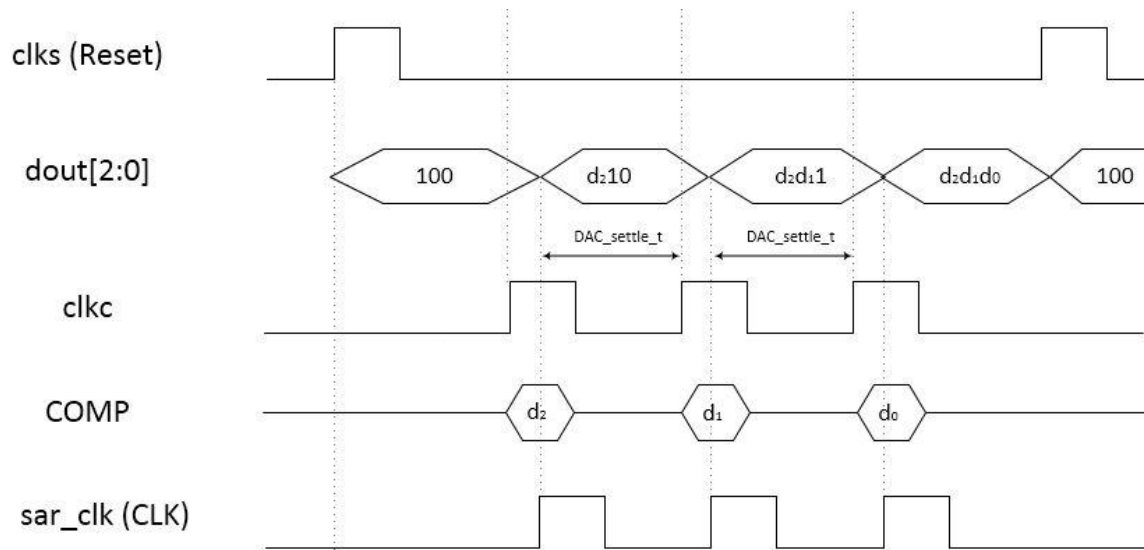 clks (Reset)
dout[2:0]
100
d₂10
d₂d₁1
d₂d₁d₀
100
DAC_settle_t
DAC_settle_t
clkc
COMP
d₂
d₁
d₀
sar_clk (CLK)